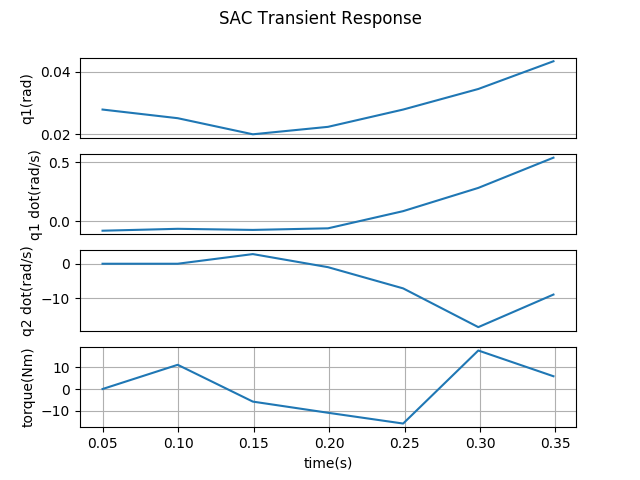 SAC Transient Response
q1(rad)
0.04
0.02
q1 dot(rad/s)
0.5
0.0
q2 dot(rad/s)
0
−10
torque(Nm)
10
0
−10
0.05 0.10 0.15 0.20 0.25 0.30 0.35
time(s)